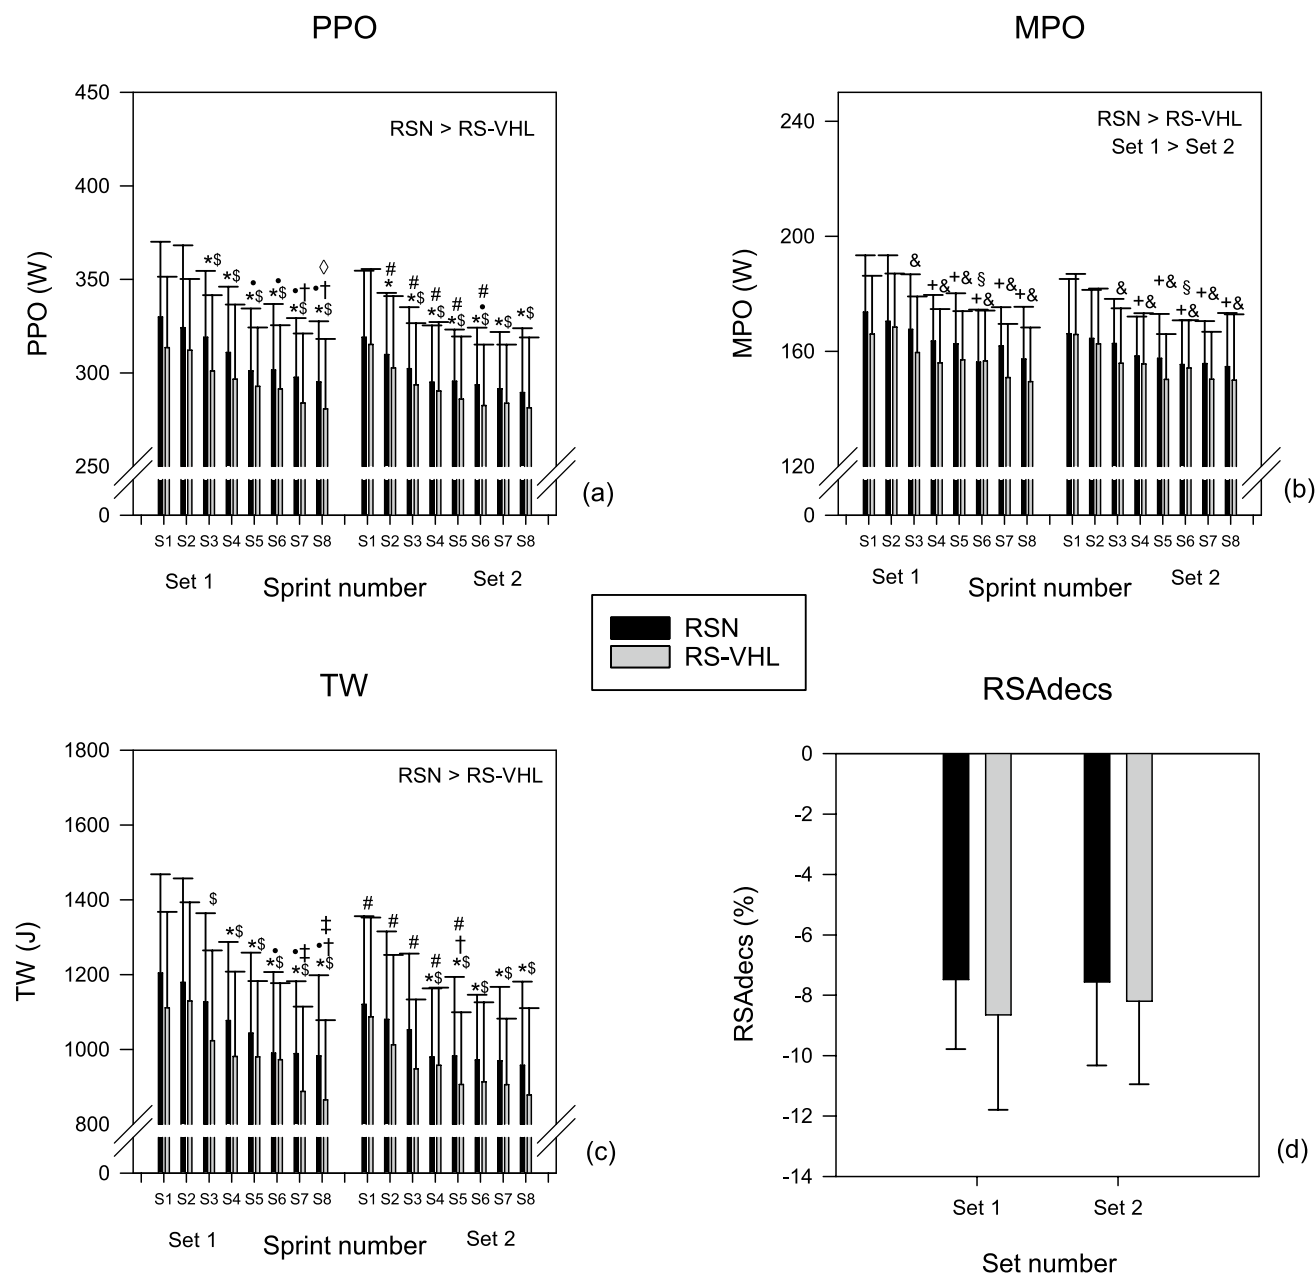 PPO
450
400
350
300
250
0
PPO (W)
RSN > RS-VHL
*$ *$ • *$ • *$ •† *$ ◊ •† *$
# * # *$ # *$ # *$ # • *$ *$ *$
S1 S2 S3 S4 S5 S6 S7 S8 S1 S2 S3 S4 S5 S6 S7 S8
Set 1 Set 2
Sprint number
(a)
MPO
240
200
160
120
0
MPO (W)
RSN > RS-VHL
Set 1 > Set 2
& +& +& § +& +& +&
& +& +& § +& +& +&
S1 S2 S3 S4 S5 S6 S7 S8 S1 S2 S3 S4 S5 S6 S7 S8
Set 1 Set 2
Sprint number
(b)
RSN
RS-VHL
TW
1800
1600
1400
1200
1000
800
0
TW (J)
RSN > RS-VHL
$ *$ *$ • *$ •‡ *$ ‡ •† *$
# # # # *$ # † *$ *$ *$ *$
S1 S2 S3 S4 S5 S6 S7 S8 S1 S2 S3 S4 S5 S6 S7 S8
Set 1 Set 2
Sprint number
(c)
RSAdecs
0
-2
-4
-6
-8
-10
-12
-14
RSAdecs (%)
Set 1 Set 2
Set number
(d)